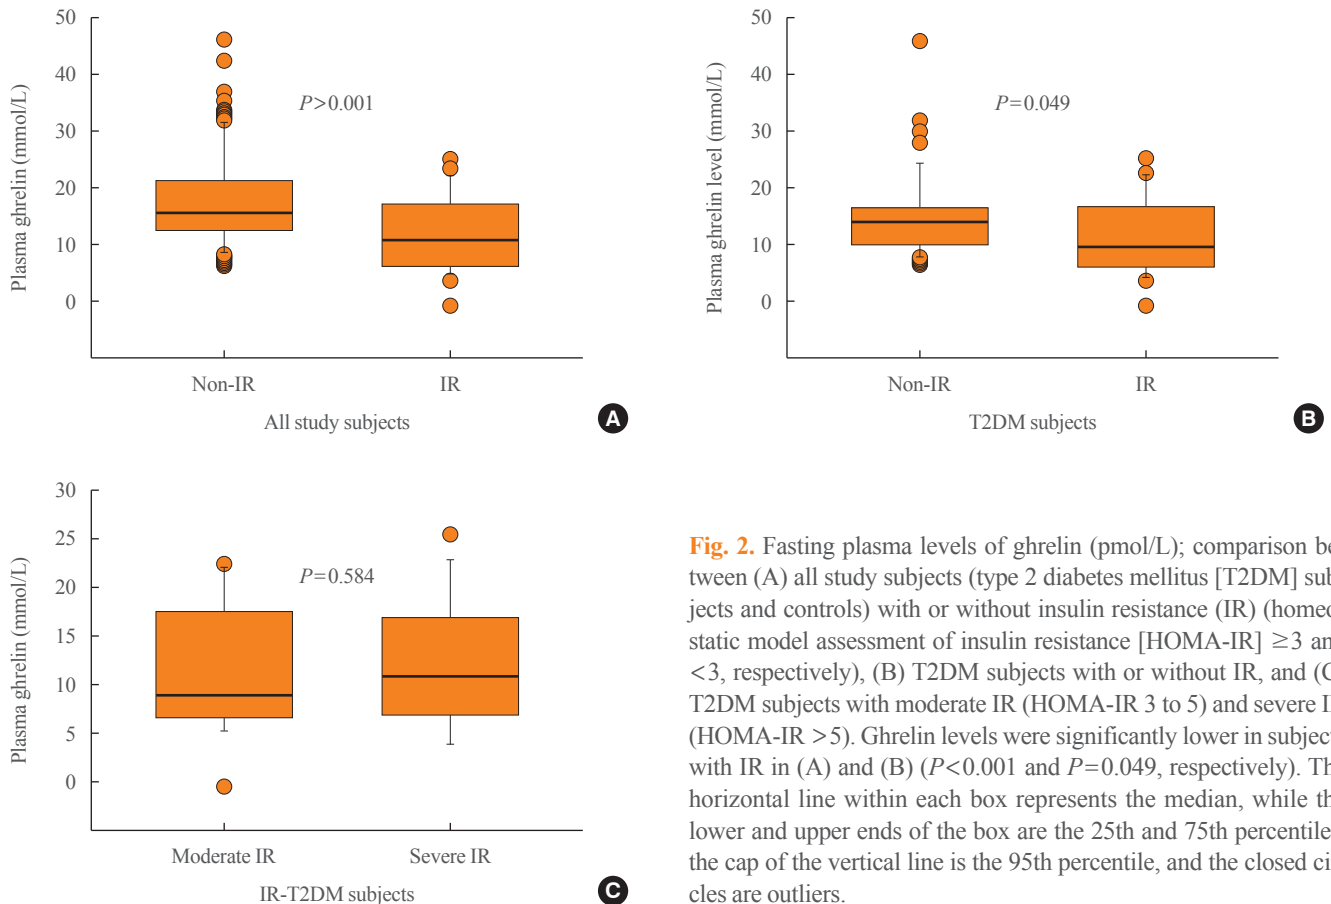 50
40
30
20
10
0
Plasma ghrelin (mmol/L)
P>0.001
Non-IR
IR
All study subjects
A
50
40
30
20
10
0
Plasma ghrelin level (mmol/L)
P=0.049
Non-IR
IR
T2DM subjects
B
30
25
20
15
10
5
0
Plasma ghrelin (mmol/L)
P=0.584
Moderate IR
Severe IR
IR-T2DM subjects
C
Fig. 2. Fasting plasma levels of ghrelin (pmol/L); comparison be
tween (A) all study subjects (type 2 diabetes mellitus [T2DM] sub
jects and controls) with or without insulin resistance (IR) (homeo
static model assessment of insulin resistance [HOMA-IR] ≥3 an
<3, respectively), (B) T2DM subjects with or without IR, and (C
T2DM subjects with moderate IR (HOMA-IR 3 to 5) and severe I
(HOMA-IR >5). Ghrelin levels were significantly lower in subject
with IR in (A) and (B) (P<0.001 and P=0.049, respectively). Th
horizontal line within each box represents the median, while th
lower and upper ends of the box are the 25th and 75th percentile
the cap of the vertical line is the 95th percentile, and the closed ci
cles are outliers.